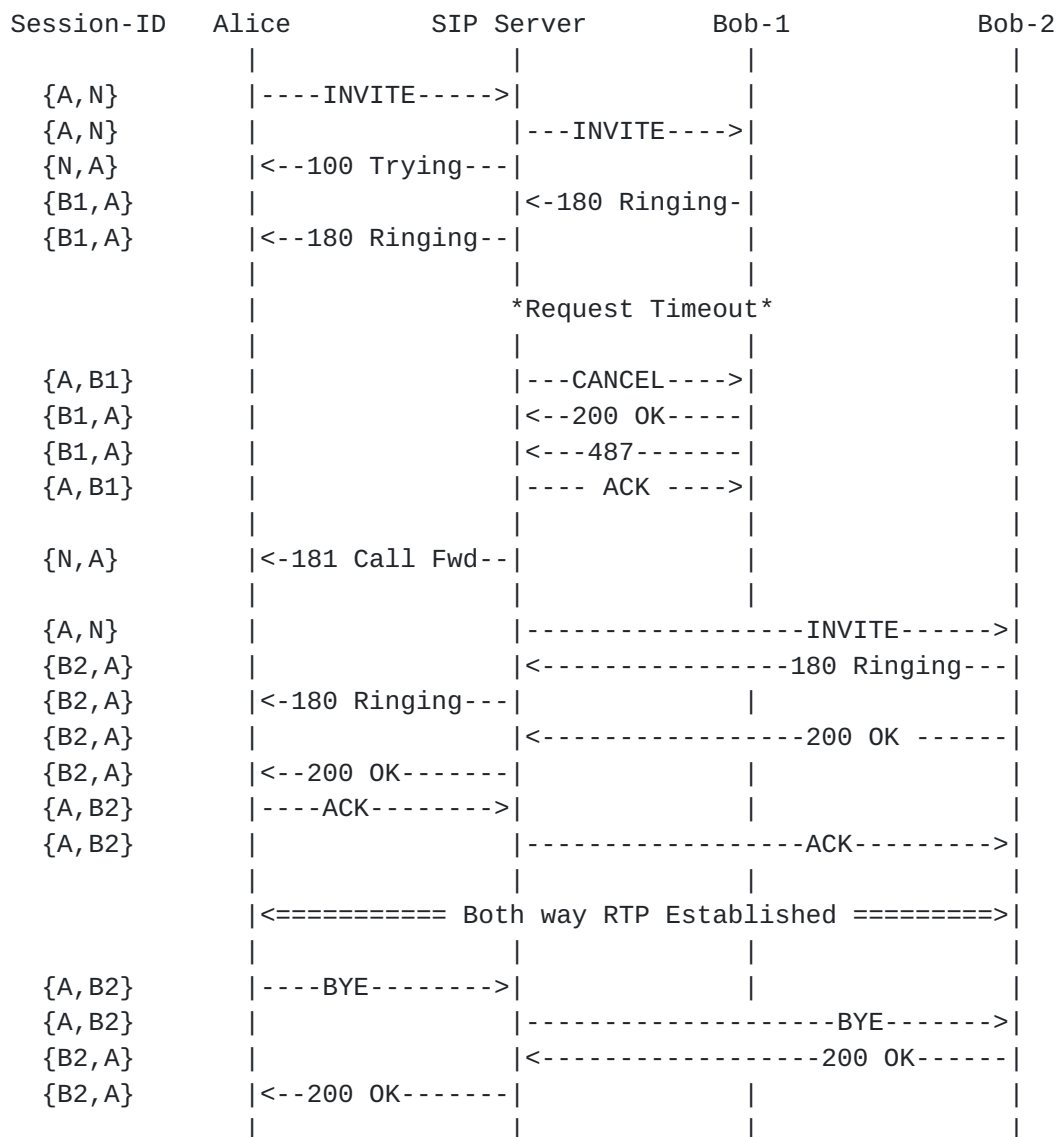 Session-ID   Alice         SIP Server       Bob-1            Bob-2
               |                |              |                |
  {A,N}        |----INVITE----->|              |                |
  {A,N}        |                |---INVITE---->|                |
  {N,A}        |<--100 Trying---|              |                |
  {B1,A}       |                |<-180 Ringing-|                |
  {B1,A}       |<--180 Ringing--|              |                |
               |                |              |                |
               |                *Request Timeout*               |
               |                |              |                |
  {A,B1}       |                |---CANCEL---->|                |
  {B1,A}       |                |<--200 OK-----|                |
  {B1,A}       |                |<---487-------|                |
  {A,B1}       |                |---- ACK ---->|                |
               |                |              |                |
  {N,A}        |<-181 Call Fwd--|              |                |
               |                |              |                |
  {A,N}        |                |------------------INVITE------>|
  {B2,A}       |                |<----------------180 Ringing---|
  {B2,A}       |<-180 Ringing---|              |                |
  {B2,A}       |                |<-----------------200 OK ------|
  {B2,A}       |<--200 OK-------|              |                |
  {A,B2}       |----ACK-------->|              |                |
  {A,B2}       |                |------------------ACK--------->|
               |                |              |                |
               |<=========== Both way RTP Established =========>|
               |                |              |                |
  {A,B2}       |----BYE-------->|              |                |
  {A,B2}       |                |--------------------BYE------->|
  {B2,A}       |                |<------------------200 OK------|
  {B2,A}       |<--200 OK-------|              |                |
               |                |              |                |